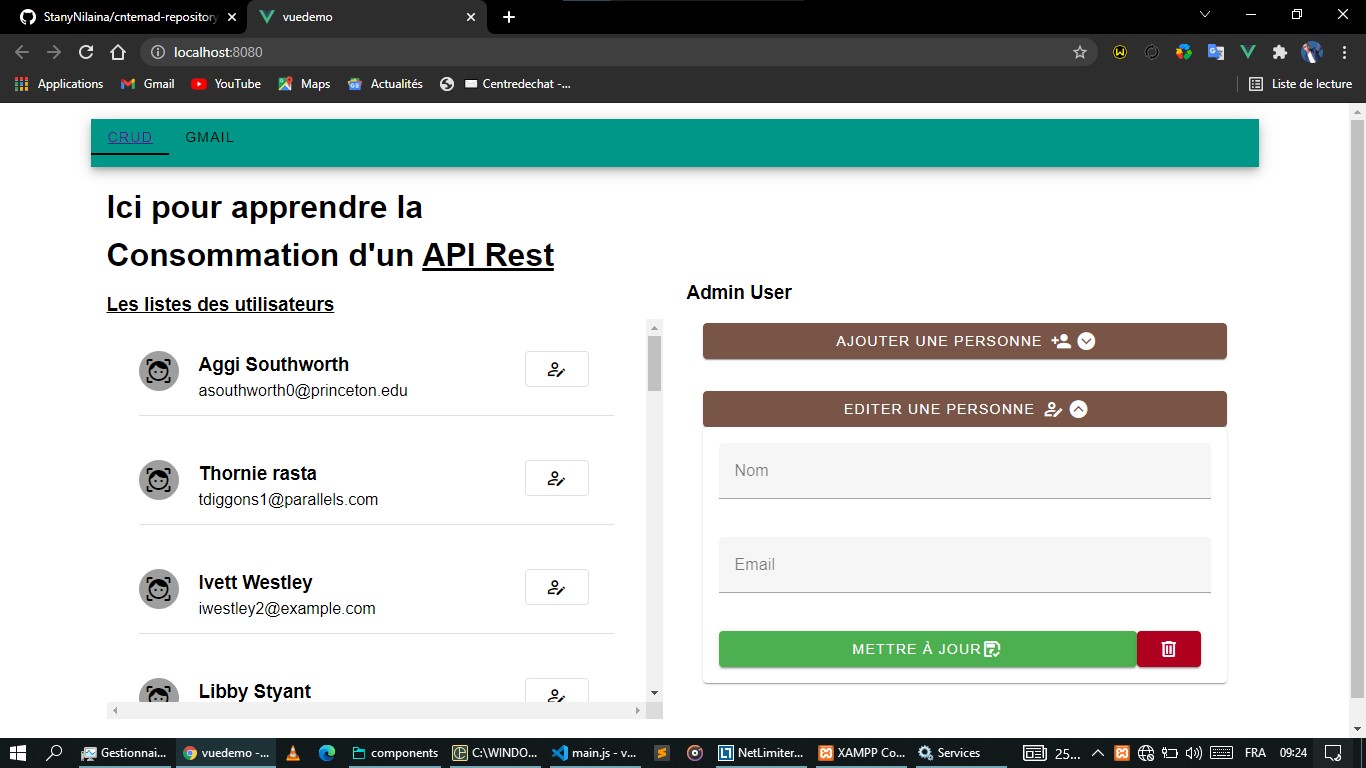 StanyNilaina/cntemad-repository
vuedemo
localhost:8080
Applications
Gmail
YouTube
Maps
Actualités
Centredechat -...
Liste de lecture
CRUD
GMAIL
Ici pour apprendre la
Consommation d'un API Rest
Les listes des utilisateurs
Aggi Southworth
asouthworth0@princeton.edu
Thornie rasta
tdiggons1@parallels.com
Ivett Westley
iwestley2@example.com
Libby Styant
Admin User
AJOUTER UNE PERSONNE
EDITER UNE PERSONNE
Nom
Email
METTRE À JOUR
Gestionnai...
vuedemo -...
components
C:\WINDO...
main.js - v...
NetLimiter...
XAMPP Co...
Services
25...
FRA
09:24